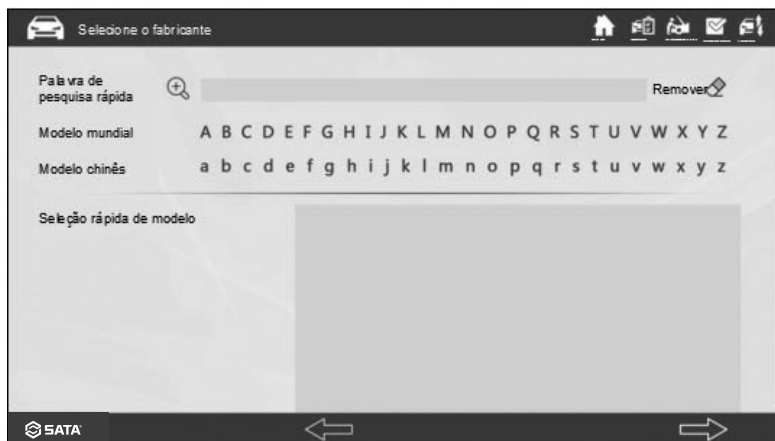 Selecione o fabricante
Palavra de
pesquisa rápida
Remover
Modelo mundial
A B C D E F G H I J K L M N O P Q R S T U V W X Y Z
Modelo chinês
a b c d e f g h i j k l m n o p q r s t u v w x y z
Seleção rápida de modelo
SATA